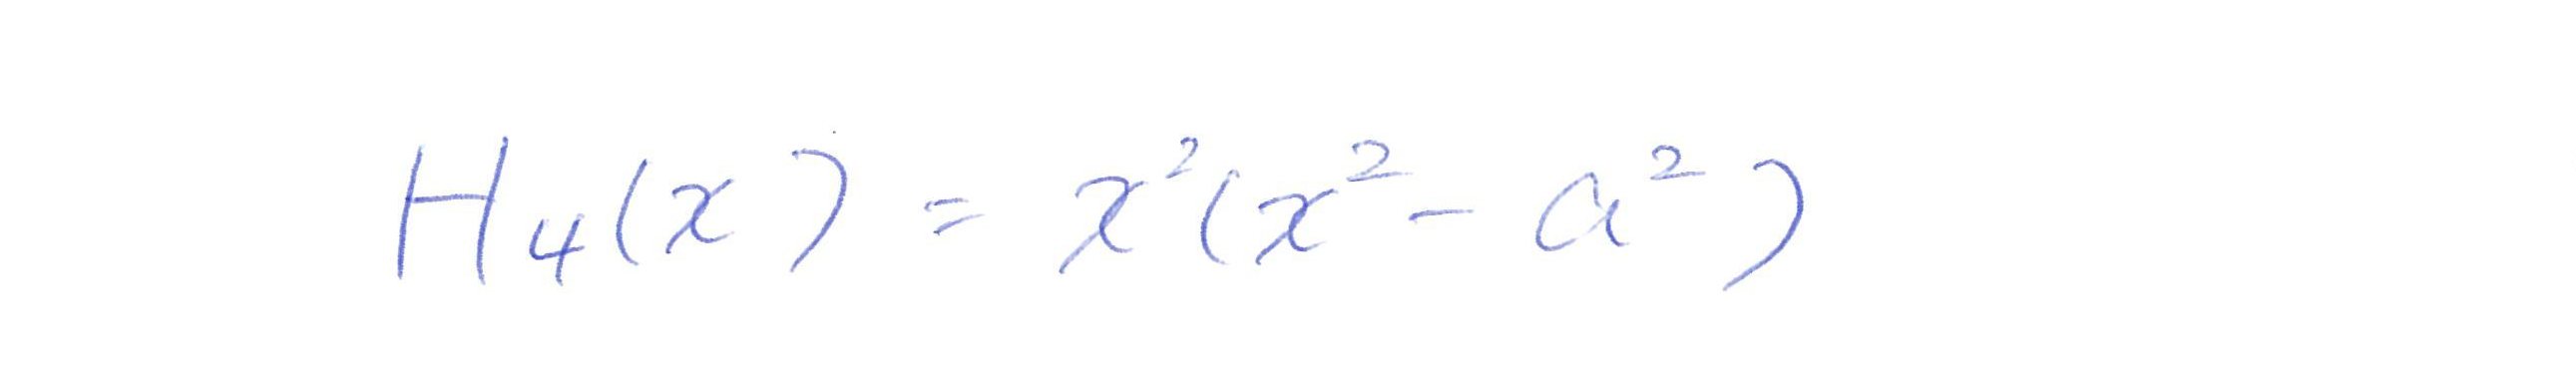 H₄(x) = x²(x² - a²)